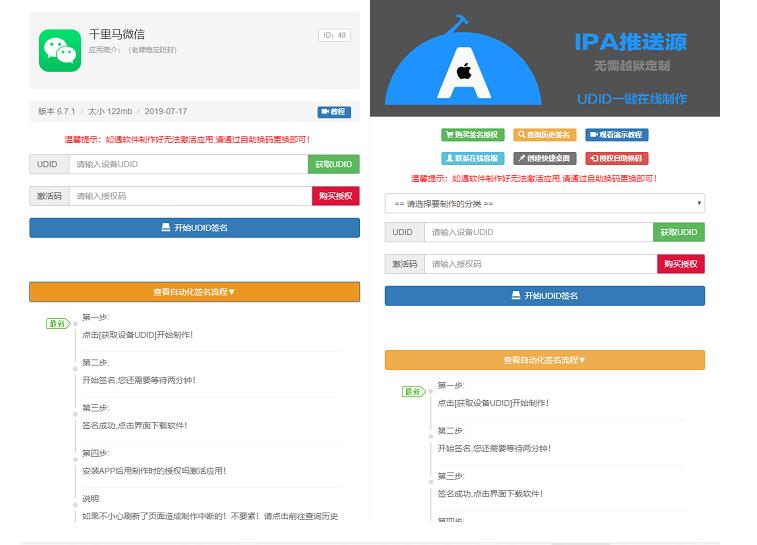 千里马微信
ID: 40
应用简介: (老牌稳定防封)
版本 6.7.1 / 大小 122mb / 2019-07-17
教程
温馨提示：如遇软件制作好无法激活应用,请通过自助换码更换即可！
UDID 请输入设备UDID 获取UDID
激活码 请输入授权码 购买授权
开始UDID签名
查看自动化签名流程▼
最新
第一步:
点击[获取设备UDID]开始制作！
第二步:
开始签名,您还需要等待两分钟！
第三步:
签名成功,点击界面下载软件！
第四步:
安装APP后用制作时的授权吗激活应用！
说明:
如果不小心刷新了页面造成制作中断的！不要紧！请点击前往查询历史
IPA推送源
无需越狱定制
UDID一键在线制作
购买签名授权 查询历史签名 观看演示教程
联系在线客服 创建快捷桌面 授权自助换码
温馨提示：如遇软件制作好无法激活应用,请通过自助换码更换即可！
== 请选择要制作的分类 ==
UDID 请输入设备UDID 获取UDID
激活码 请输入授权码 购买授权
开始UDID签名
查看自动化签名流程▼
最新
第一步:
点击[获取设备UDID]开始制作！
第二步:
开始签名,您还需要等待两分钟！
第三步:
签名成功,点击界面下载软件！
第四步: